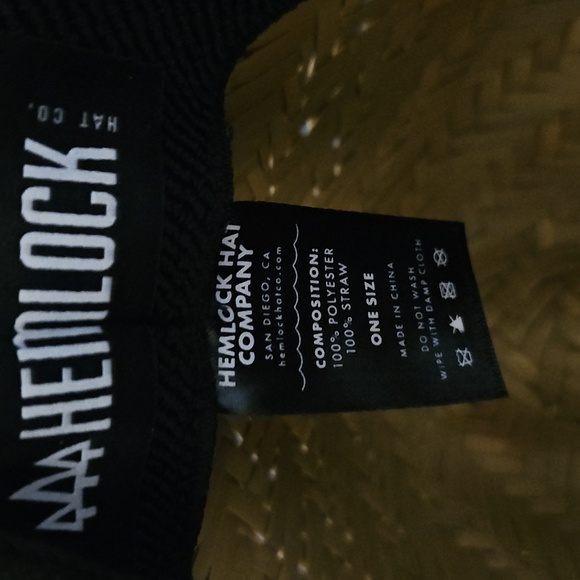 HEMLOCK
HAT CO.
HEMLOCK HAT
COMPANY
SAN DIEGO, CA
hemlockhatco.com
COMPOSITION:
100% POLYESTER
100% STRAW
ONE SIZE
MADE IN CHINA
DO NOT WASH
WIPE WITH DAMP CLOTH